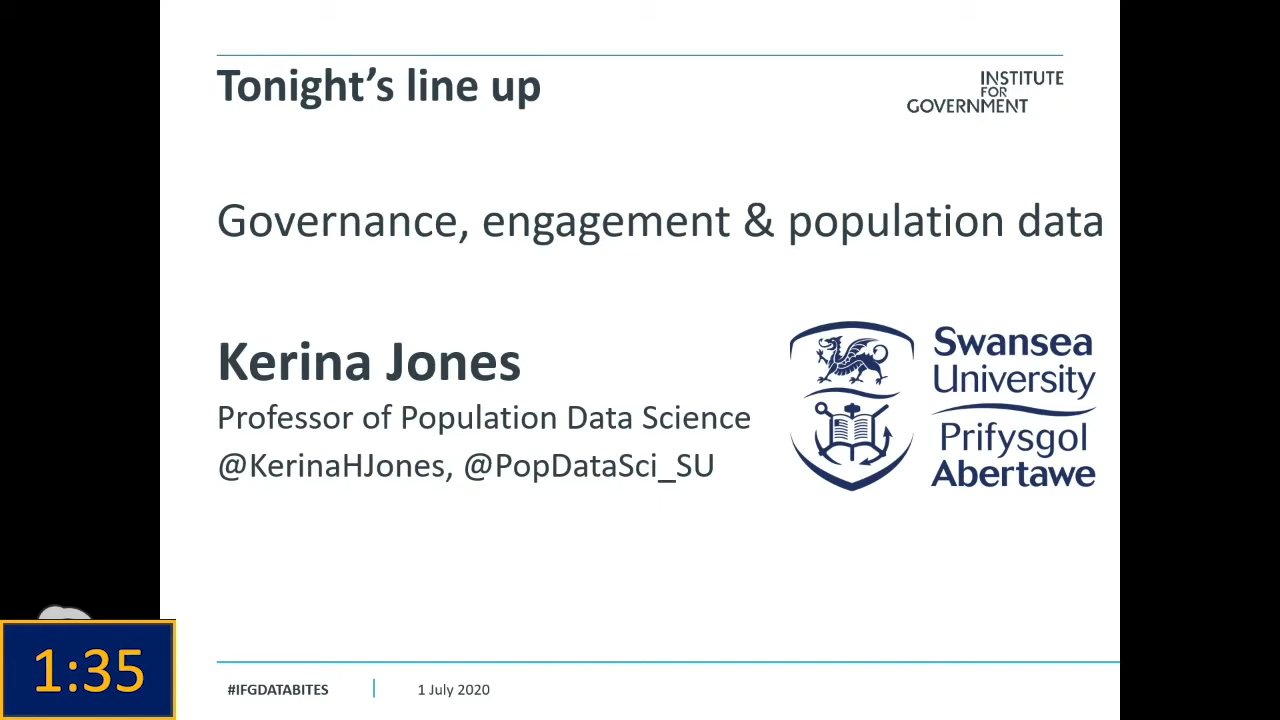 Tonight's line up
INSTITUTE
FOR
GOVERNMENT
Governance, engagement & population data
Kerina Jones
Professor of Population Data Science
@KerinaHJones, @PopDataSci_SU
Swansea
University
Prifysgol
Abertawe
1:35
#IFGDATABITES
1 July 2020